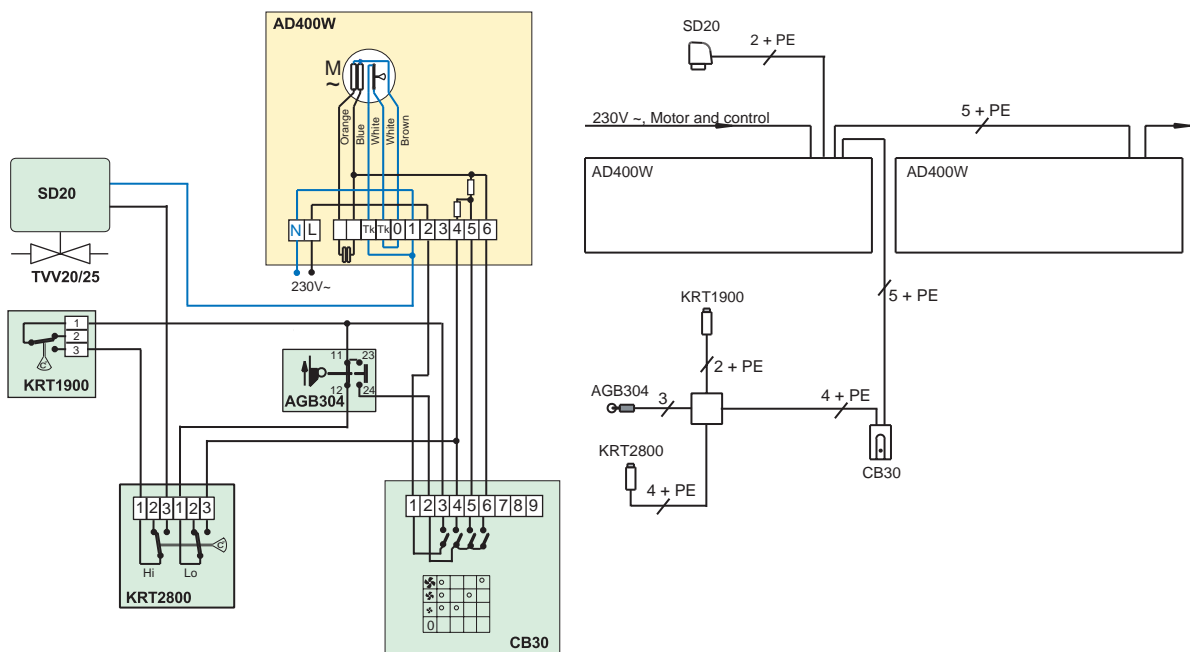 AD400W
M
~
Orange
Blue
White
White
Brown
N L Tk Tk 0 1 2 3 4 5 6
230V~
SD20
TVV20/25
1
2
3
C
KRT1900
11 23
12 24
AGB304
1 2 3 1 2 3
C
Hi Lo
KRT2800
1 2 3 4 5 6 7 8 9
0
CB30
SD20
2 + PE
230V ~, Motor and control
5 + PE
AD400W
AD400W
5 + PE
KRT1900
2 + PE
AGB304
3
4 + PE
KRT2800
4 + PE
CB30